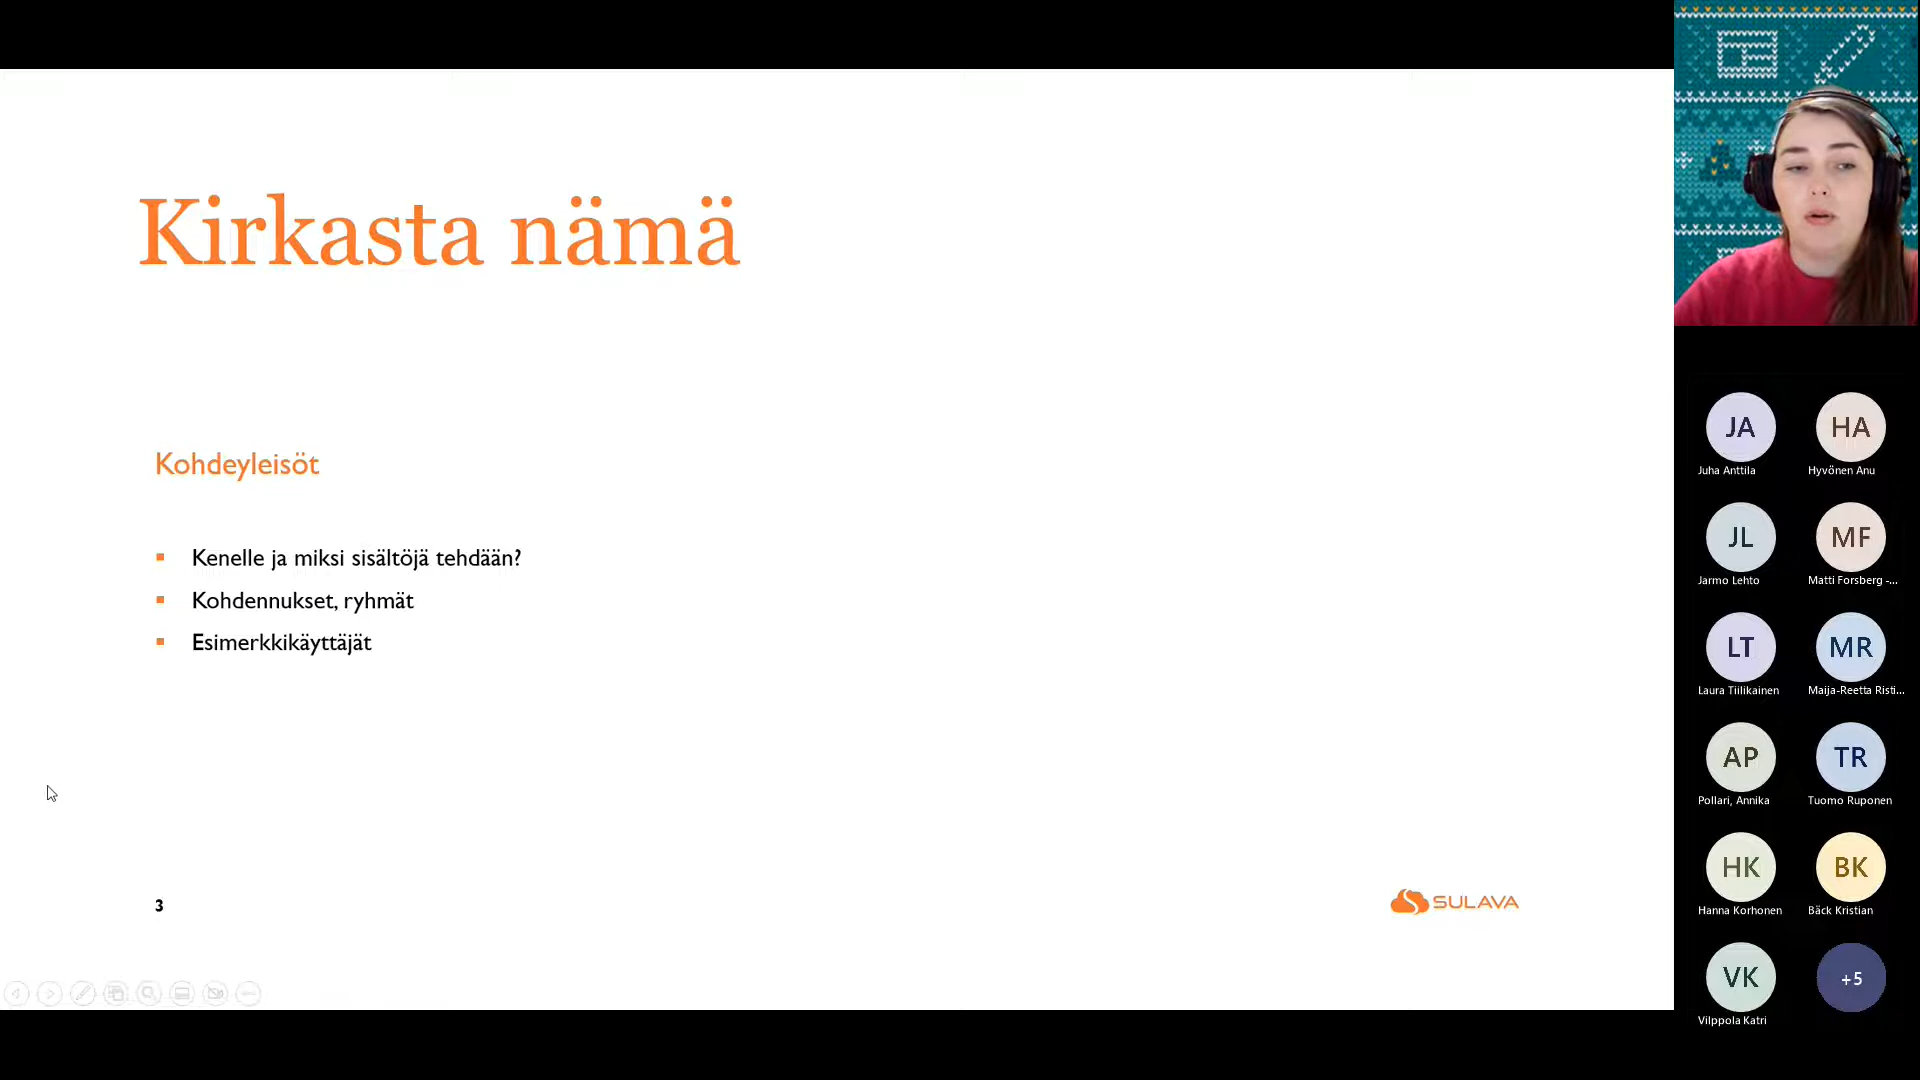 Kirkasta nämä
Kohdeyleisöt
Kenelle ja miksi sisältöjä tehdään?
Kohdennukset, ryhmät
Esimerkkikäyttäjät
3
SULAVA
JA
Juha Anttila
HA
Hyvönen Anu
JL
Jarmo Lehto
MF
Matti Forsberg -...
LT
Laura Tiilikainen
MR
Maija-Reetta Risti...
AP
Pollari, Annika
TR
Tuomo Ruponen
HK
Hanna Korhonen
BK
Bäck Kristian
VK
Vilppola Katri
+5